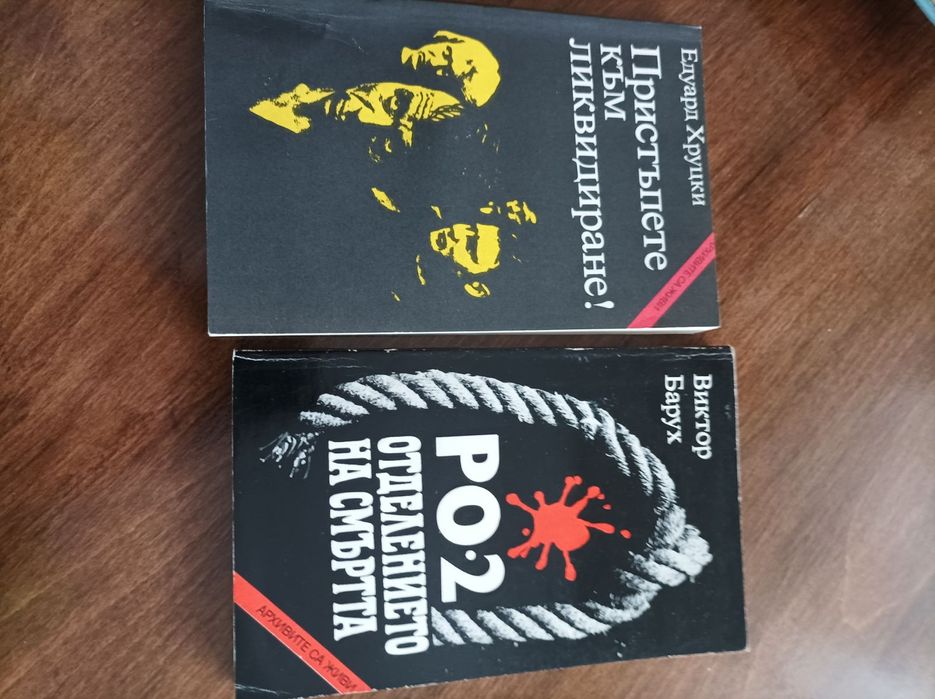 Едуард Хруцки
Пристъпете
към
ликвидиране!
АРХИВИТЕ СА ЖИВИ
Виктор
Барух
РО·2
ОТДЕЛЕНИЕТО
НА СМЪРТТА
АРХИВИТЕ СА ЖИВИ